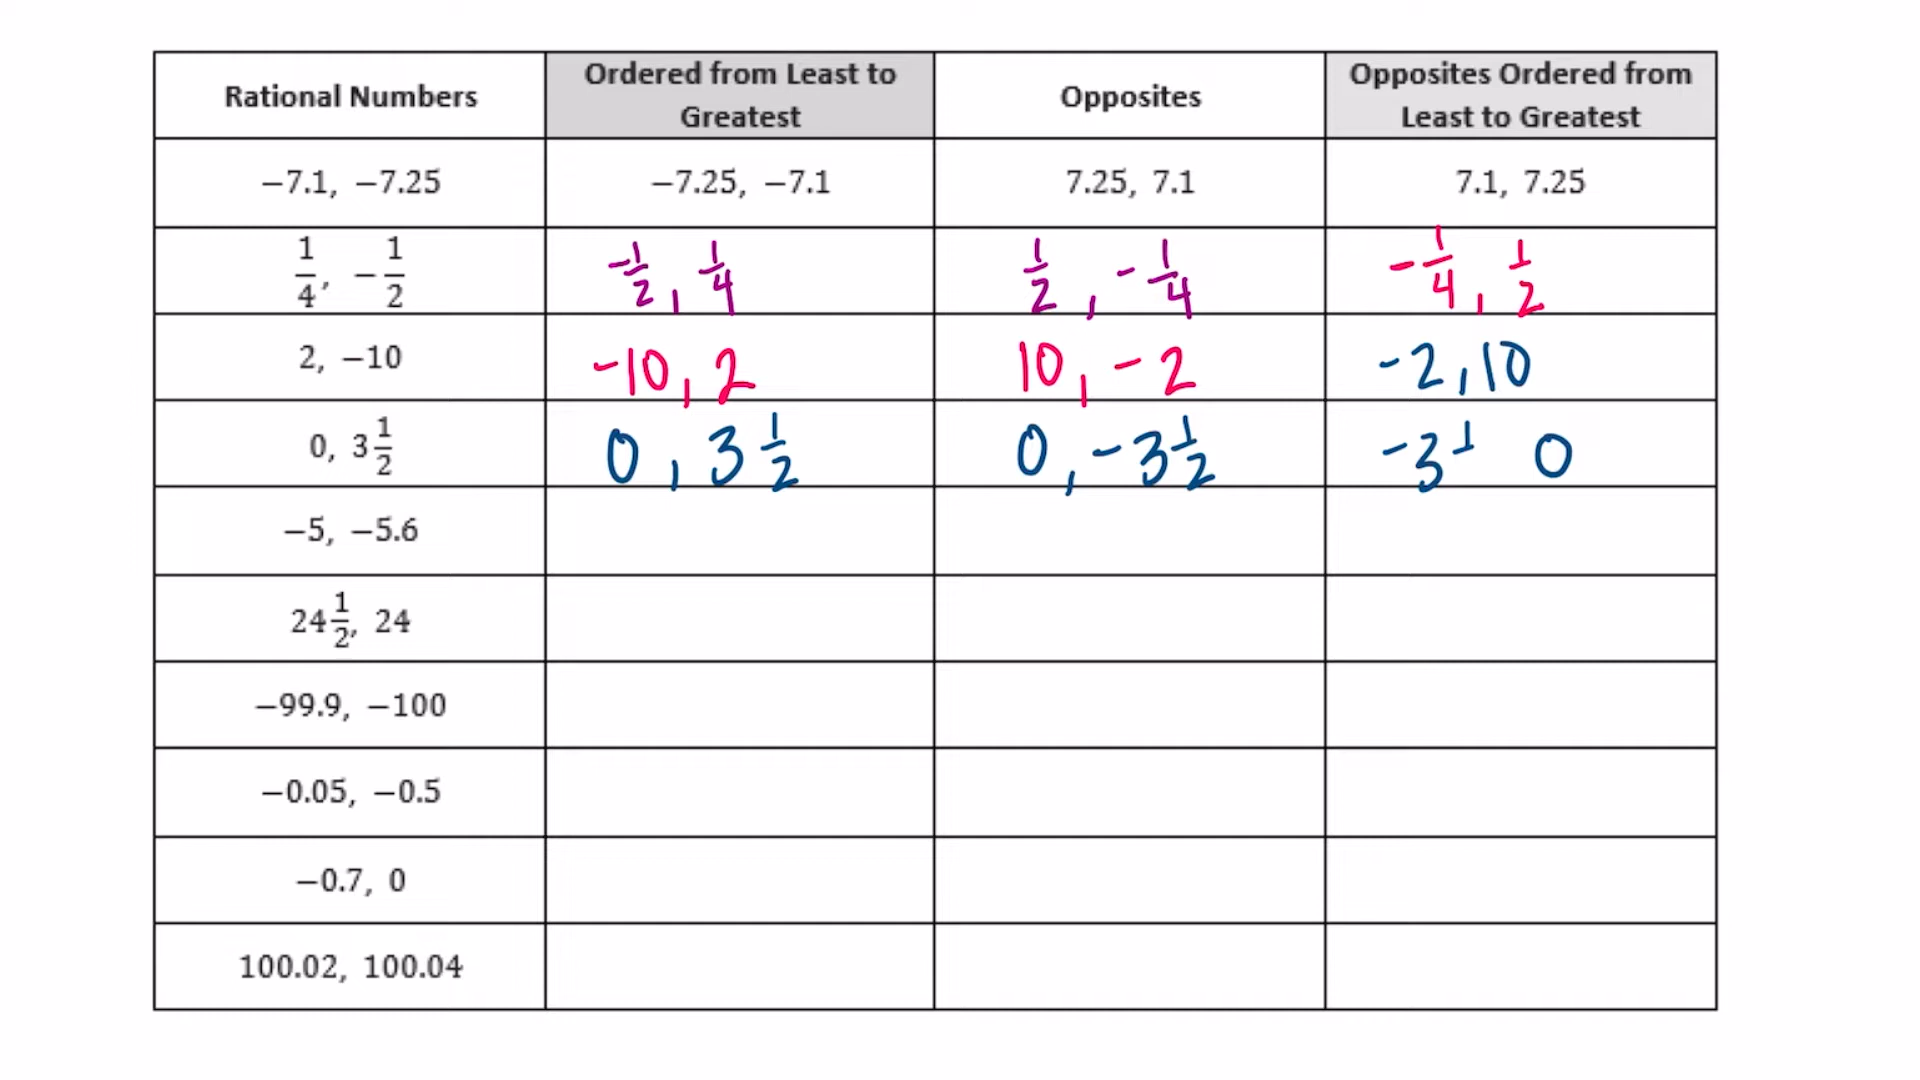 Rational Numbers Ordered from Least to Greatest Opposites Opposites Ordered from Least to Greatest
−7.1, −7.25 −7.25, −7.1 7.25, 7.1 7.1, 7.25
1/4, −1/2 -1/2, 1/4 1/2, -1/4 -1/4, 1/2
2, −10 -10, 2 10, -2 -2, 10
0, 3 1/2 0, 3 1/2 0, -3 1/2 -3 1 0
−5, −5.6
24 1/2, 24
−99.9, −100
−0.05, −0.5
−0.7, 0
100.02, 100.04